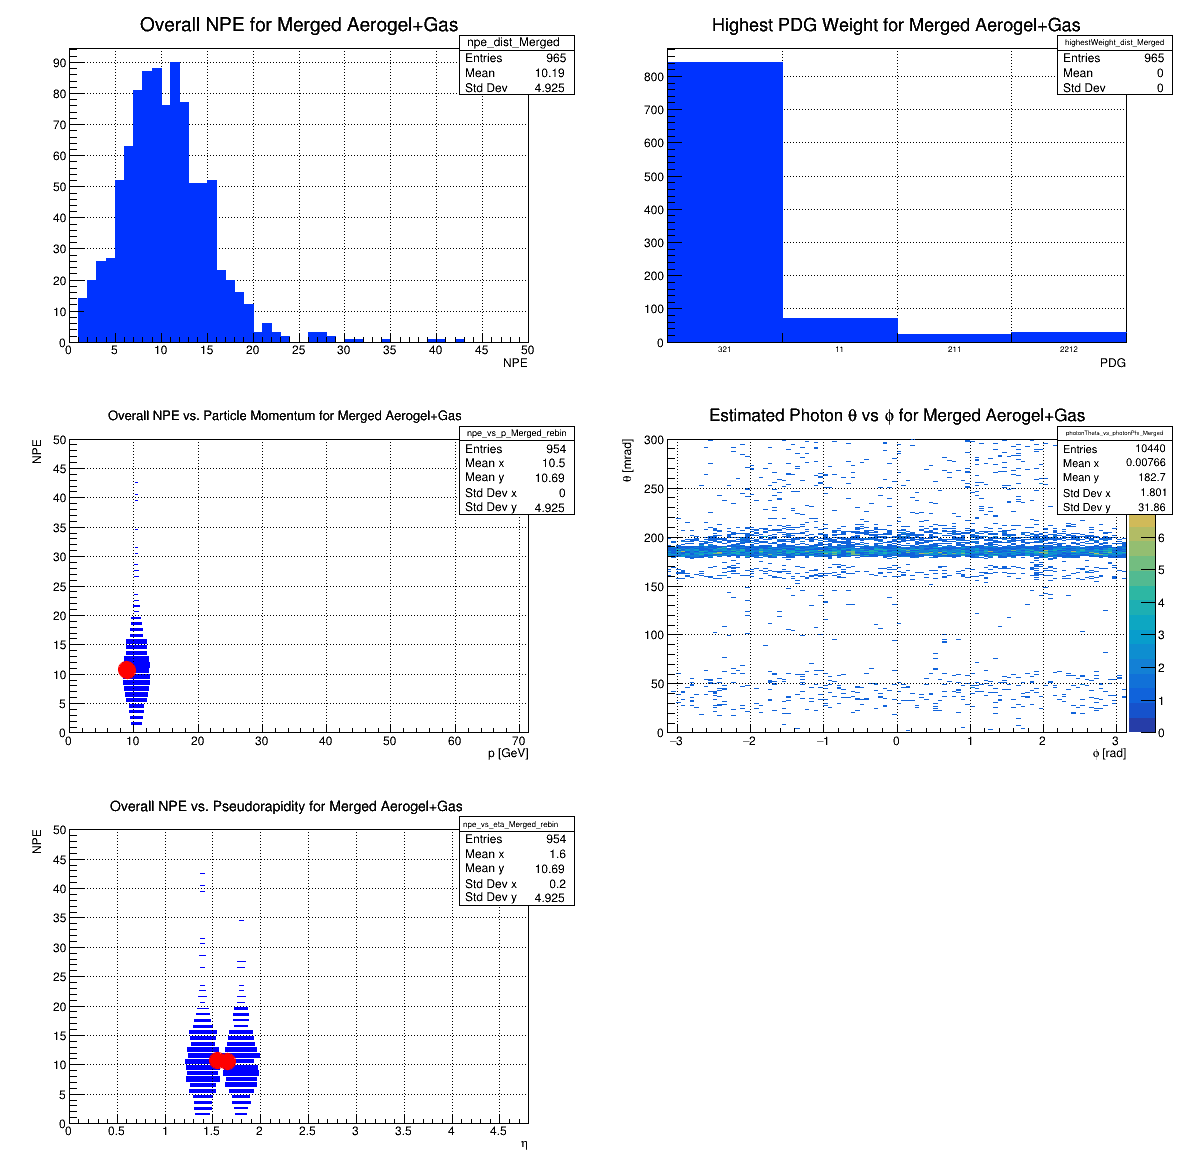 Overall NPE for Merged Aerogel+Gas
npe_dist_Merged
Entries 965
Mean 10.19
Std Dev 4.925
90
80
70
60
50
40
30
20
10
0
0 5 10 15 20 25 30 35 40 45 50
NPE
Highest PDG Weight for Merged Aerogel+Gas
highestWeight_dist_Merged
Entries 965
Mean 0
Std Dev 0
800
700
600
500
400
300
200
100
0
321 11 211 2212
PDG
Overall NPE vs. Particle Momentum for Merged Aerogel+Gas
npe_vs_p_Merged_rebin
Entries 954
Mean x 10.5
Mean y 10.69
Std Dev x 0
Std Dev y 4.925
NPE
50
45
40
35
30
25
20
15
10
5
0
0 10 20 30 40 50 60 70
p [GeV]
Estimated Photon θ vs ϕ for Merged Aerogel+Gas
photonTheta_vs_photonPhi_Merged
Entries 10440
Mean x 0.00766
Mean y 182.7
Std Dev x 1.801
Std Dev y 31.86
θ [mrad]
300
250
200
150
100
50
0
−3 −2 −1 0 1 2 3
ϕ [rad]
6
5
4
3
2
1
0
Overall NPE vs. Pseudorapidity for Merged Aerogel+Gas
npe_vs_eta_Merged_rebin
Entries 954
Mean x 1.6
Mean y 10.69
Std Dev x 0.2
Std Dev y 4.925
NPE
50
45
40
35
30
25
20
15
10
5
0
0 0.5 1 1.5 2 2.5 3 3.5 4 4.5
η